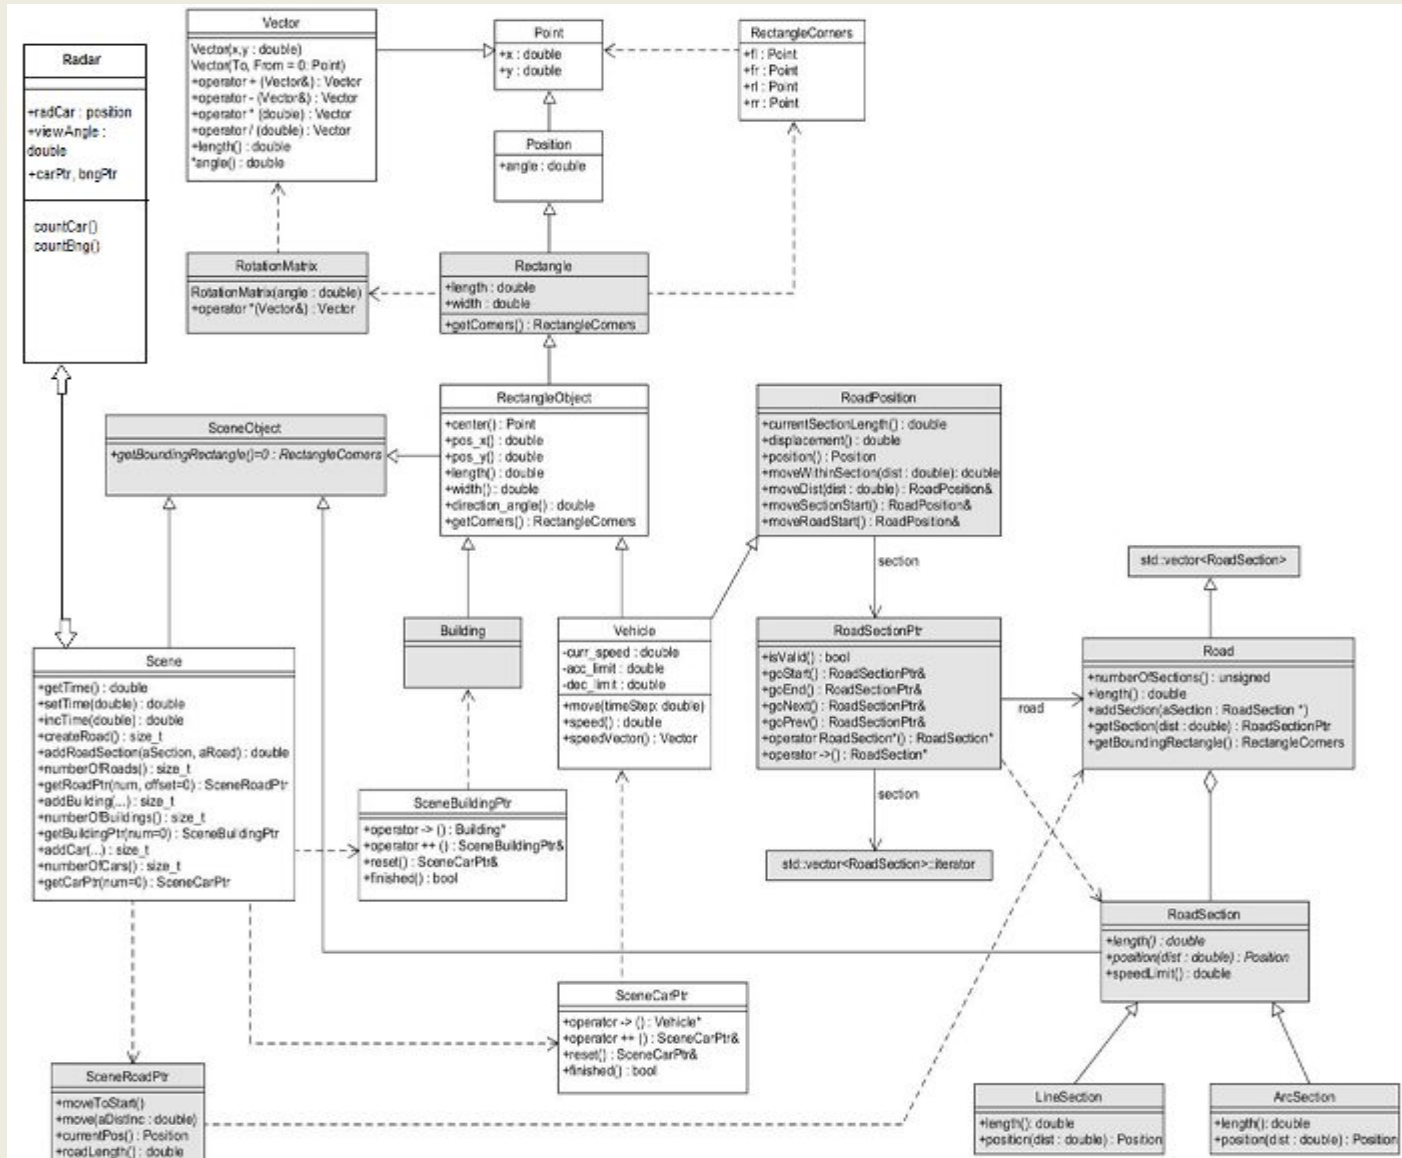 Radar
+radCar : position
+viewAngle :
double
+carPtr, bngPtr
countCar()
countBng()
Vector
Vector(x,y : double)
Vector(To, From = 0: Point)
+operator + (Vector&) : Vector
+operator - (Vector&) : Vector
+operator * (double) : Vector
+operator / (double) : Vector
+length() : double
*angle() : double
Point
+x : double
+y : double
RectangleCorners
+fl : Point
+fr : Point
+rl : Point
+rr : Point
Position
+angle : double
RotationMatrix
RotationMatrix(angle : double)
+operator *(Vector&) : Vector
Rectangle
+length : double
+width : double
+getCorners() : RectangleCorners
SceneObject
+getBoundingRectangle()=0 : RectangleCorners
RectangleObject
+center() : Point
+pos_x() : double
+pos_y() : double
+length() : double
+width() : double
+direction_angle() : double
+getCorners() : RectangleCorners
RoadPosition
+currentSectionLength() : double
+displacement() : double
+position() : Position
+moveWithinSection(dist : double): double
+moveDist(dist : double) : RoadPosition&
+moveSectionStart() : RoadPosition&
+moveRoadStart() : RoadPosition&
section
std::vector<RoadSection>
Building
Vehicle
-curr_speed : double
-acc_limit : double
-dec_limit : double
+move(timeStep: double)
+speed() : double
+speedVector() : Vector
RoadSectionPtr
+isValid() : bool
+goStart() : RoadSectionPtr&
+goEnd() : RoadSectionPtr&
+goNext() : RoadSectionPtr&
+goPrev() : RoadSectionPtr&
+operator RoadSection*() : RoadSection*
+operator ->() : RoadSection*
road
Road
+numberOfSections() : unsigned
+length() : double
+addSection(aSection : RoadSection *)
+getSection(dist : double) : RoadSectionPtr
+getBoundingRectangle() : RectangleCorners
Scene
+getTime() : double
+setTime(double) : double
+incTime(double) : double
+createRoad() : size_t
+addRoadSection(aSection, aRoad) : double
+numberOfRoads() : size_t
+getRoadPtr(num, offset=0) : SceneRoadPtr
+addBuilding(...) : size_t
+numberOfBuildings() : size_t
+getBuildingPtr(num=0) : SceneBuildingPtr
+addCar(...) : size_t
+numberOfCars() : size_t
+getCarPtr(num=0) : SceneCarPtr
SceneBuildingPtr
+operator -> () : Building*
+operator ++ () : SceneBuildingPtr&
+reset() : SceneCarPtr&
+finished() : bool
section
std::vector<RoadSection>::iterator
RoadSection
+length() : double
+position(dist : double) : Position
+speedLimit() : double
SceneCarPtr
+operator -> () : Vehicle*
+operator ++ () : SceneCarPtr&
+reset() : SceneCarPtr&
+finished() : bool
SceneRoadPtr
+moveToStart()
+move(aDistInc : double)
+currentPos() : Position
+roadLength() : double
LineSection
+length(): double
+position(dist : double) : Position
ArcSection
+length(): double
+position(dist : double) : Position